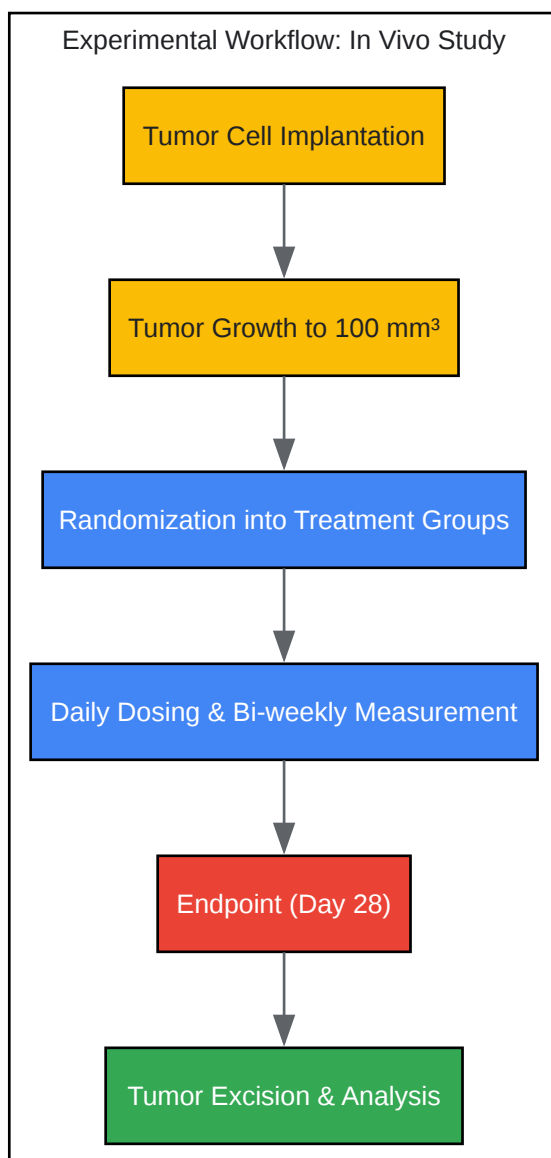 Experimental Workflow: In Vivo Study
Tumor Cell Implantation
Tumor Growth to 100 mm³
Randomization into Treatment Groups
Daily Dosing & Bi-weekly Measurement
Endpoint (Day 28)
Tumor Excision & Analysis